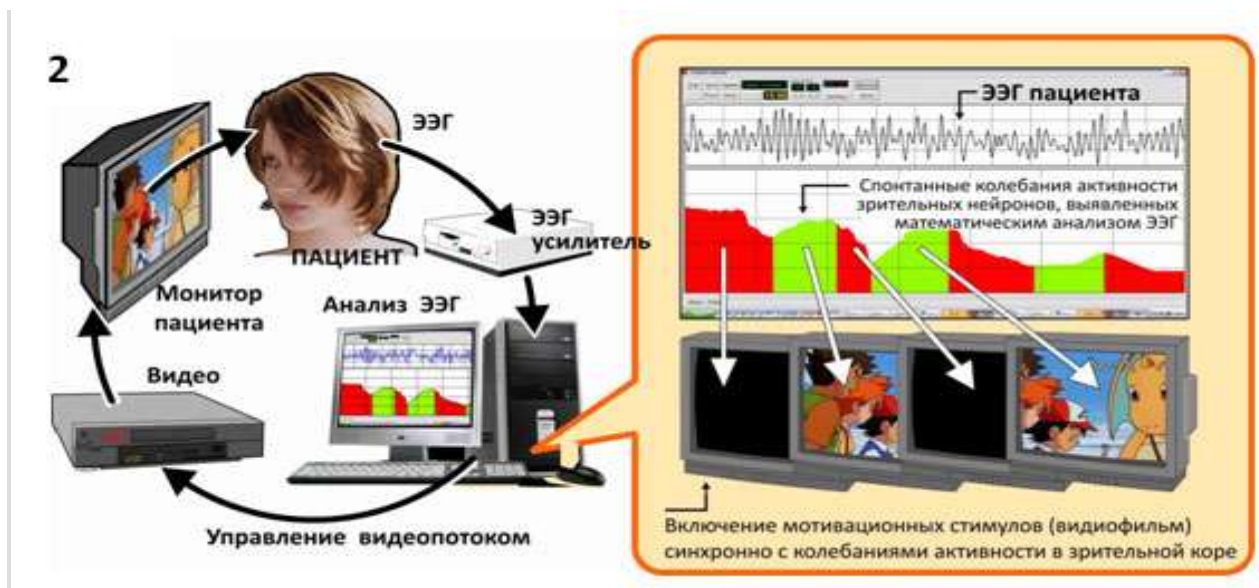 2
ЭЭГ
ЭЭГ
усилитель
ПАЦИЕНТ
Монитор
пациента
Анализ ЭЭГ
Видео
Управление видеопотоком
ЭЭГ пациента
Спонтанные колебания активности
зрительных нейронов, выявленных
математическим анализом ЭЭГ
Включение мотивационных стимулов (видиофильм)
синхронно с колебаниями активности в зрительной коре